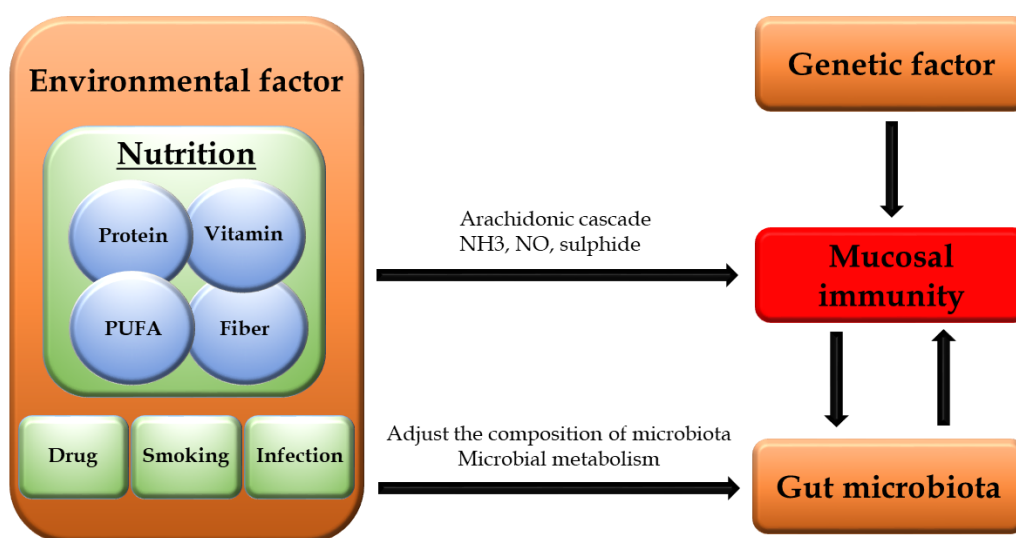 Environmental factor
Nutrition
Protein
Vitamin
PUFA
Fiber
Drug
Smoking
Infection
Arachidonic cascade
NH3, NO, sulphide
Adjust the composition of microbiota
Microbial metabolism
Genetic factor
Mucosal
immunity
Gut microbiota